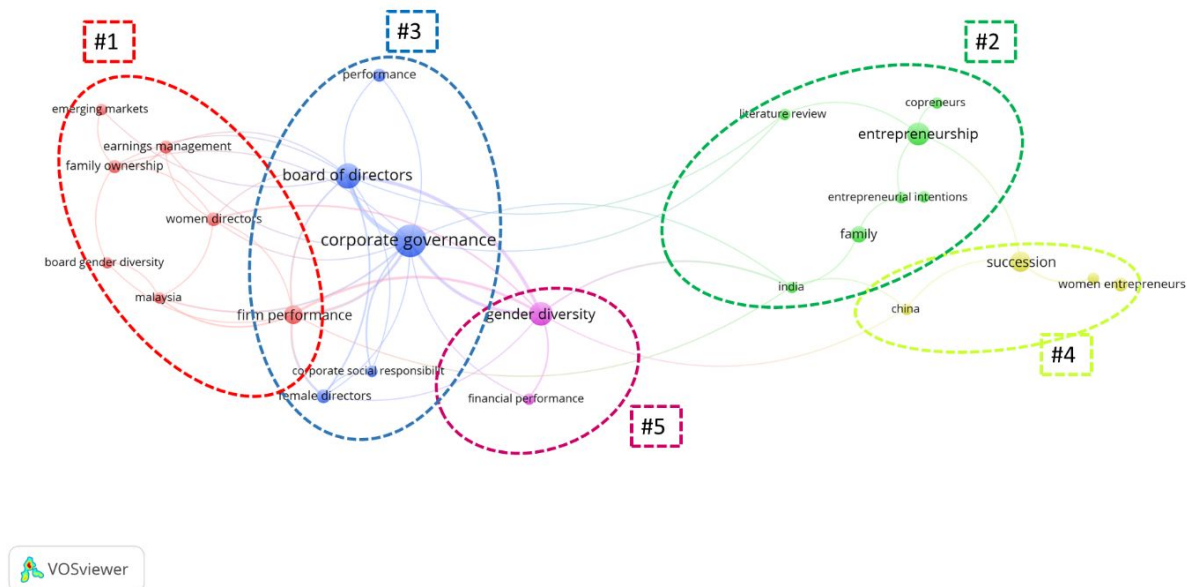 #1
#3
#2
performance
emerging markets
copreneurs
literature review
entrepreneurship
earnings management
family ownership
board of directors
entrepreneurial intentions
women directors
family
corporate governance
board gender diversity
succession
malaysia
india
women entrepreneurs
firm performance
gender diversity
china
#4
corporate social responsibilit
female directors
financial performance
#5
VOSviewer